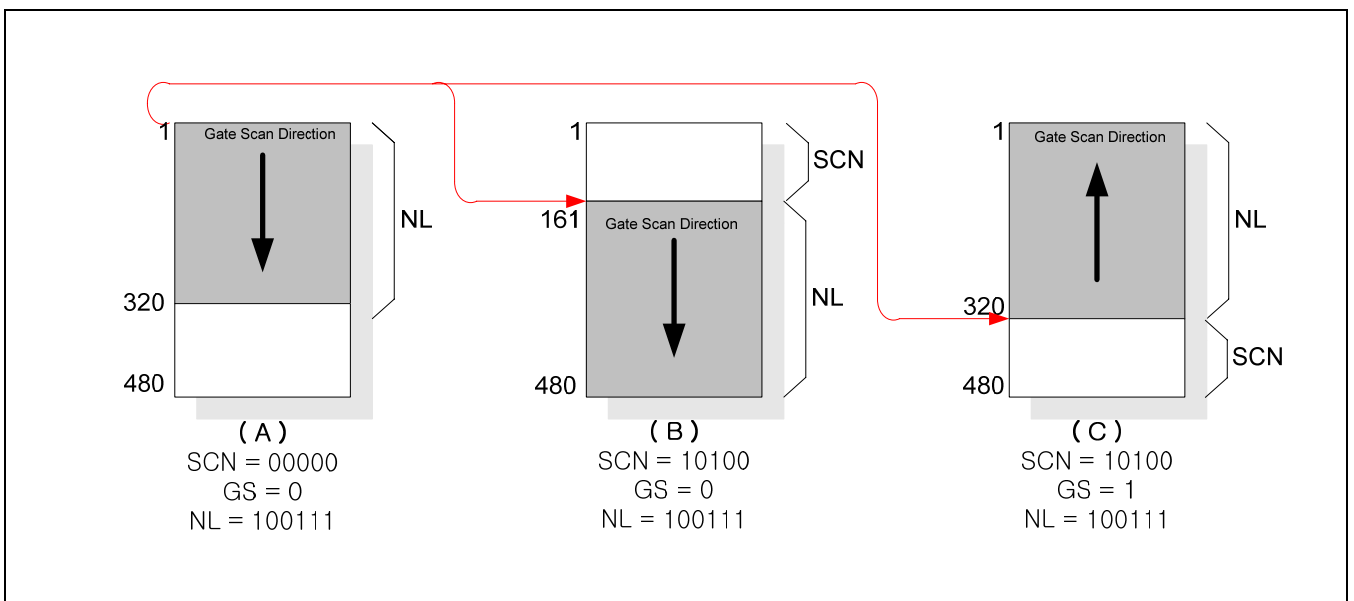 1
Gate Scan Direction
NL
320
480
( A )
SCN = 00000
GS = 0
NL = 100111
1
SCN
161
Gate Scan Direction
NL
480
( B )
SCN = 10100
GS = 0
NL = 100111
1
Gate Scan Direction
NL
320
SCN
480
( C )
SCN = 10100
GS = 1
NL = 100111